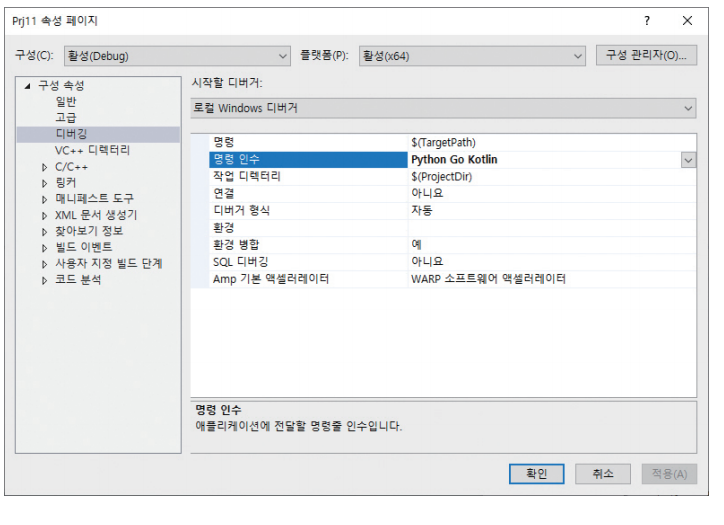 Prj11 속성 페이지 ? ×
구성(C): 활성(Debug) 플랫폼(P): 활성(x64) 구성 관리자(O)...
구성 속성
일반
고급
디버깅
VC++ 디렉터리
C/C++
링커
매니페스트 도구
XML 문서 생성기
찾아보기 정보
빌드 이벤트
사용자 지정 빌드 단계
코드 분석
시작할 디버거:
로컬 Windows 디버거
명령 $(TargetPath)
명령 인수 Python Go Kotlin
작업 디렉터리 $(ProjectDir)
연결 아니요
디버거 형식 자동
환경
환경 병합 예
SQL 디버깅 아니요
Amp 기본 액셀러레이터 WARP 소프트웨어 액셀러레이터
명령 인수
애플리케이션에 전달할 명령줄 인수입니다.
확인 취소 적용(A)